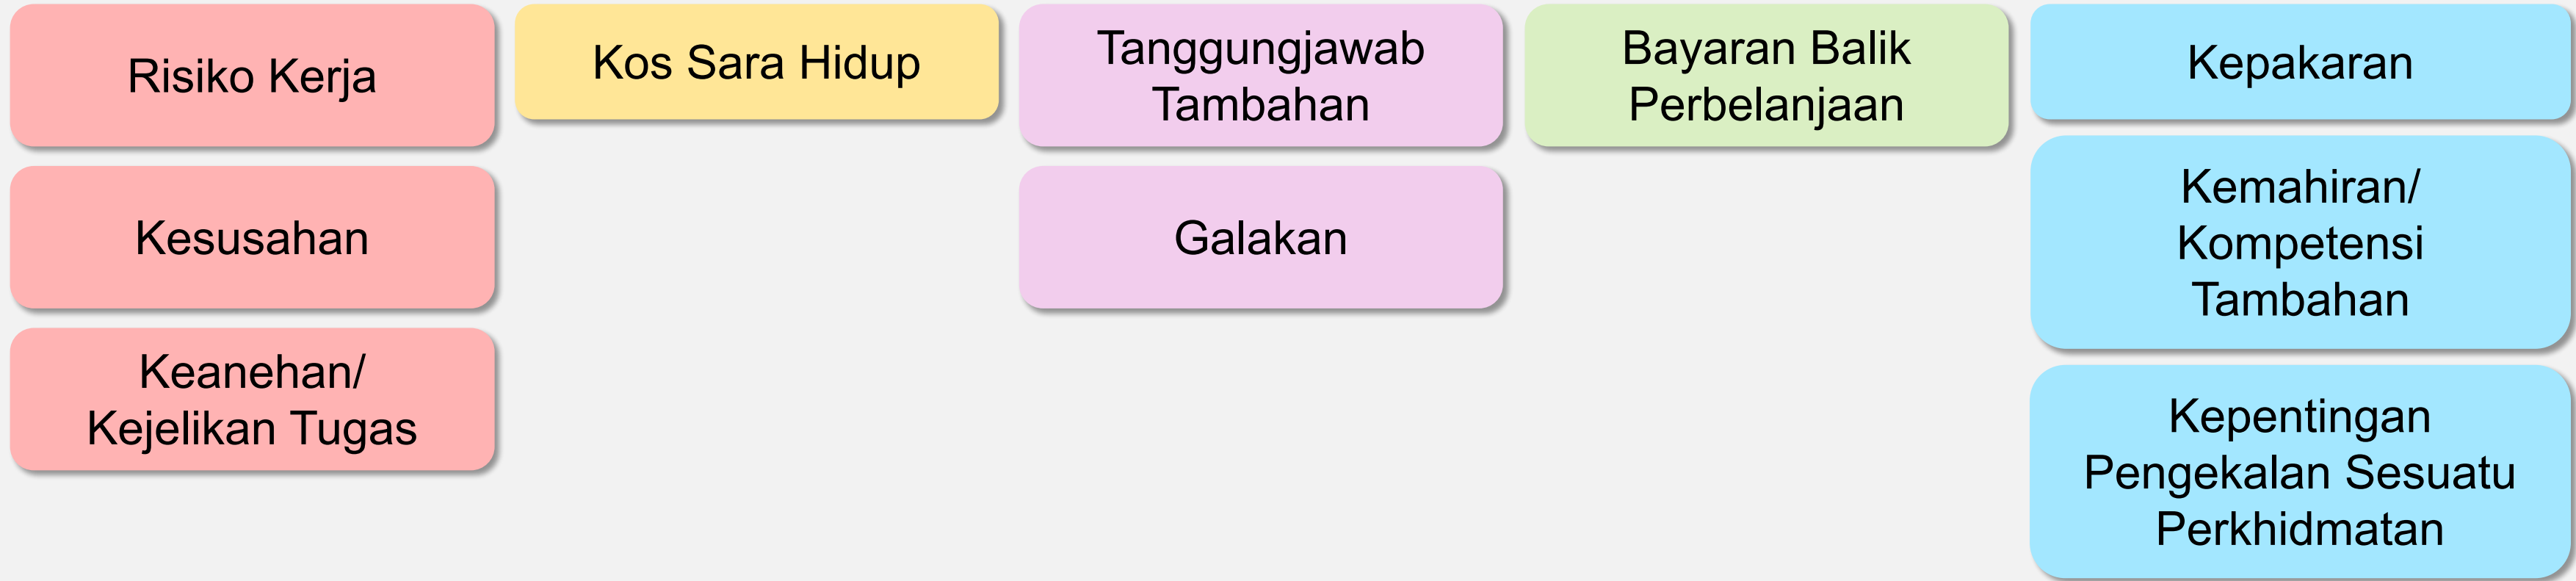 Risiko Kerja
Kesusahan
Keanehan/
Kejelikan Tugas
Kos Sara Hidup
Tanggungjawab
Tambahan
Galakan
Bayaran Balik
Perbelanjaan
Kepakaran
Kemahiran/
Kompetensi
Tambahan
Kepentingan
Pengekalan Sesuatu
Perkhidmatan